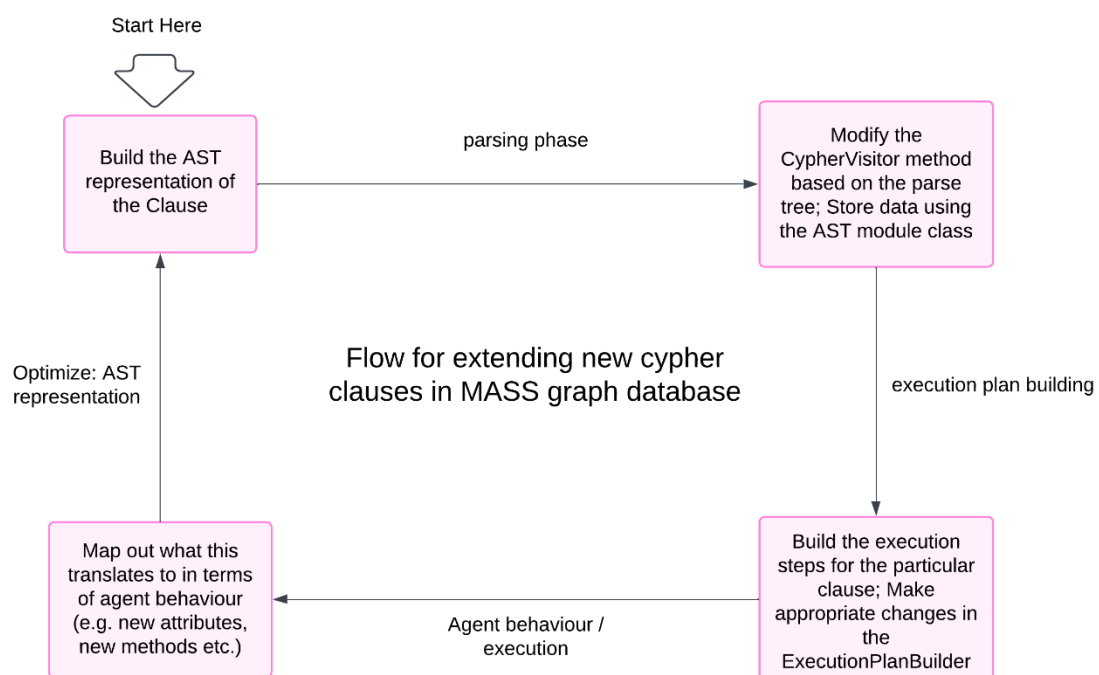 Start Here
Build the AST
representation of
the Clause
parsing phase
Modify the
CypherVisitor method
based on the parse
tree; Store data using
the AST module class
Optimize: AST
representation
Flow for extending new cypher
clauses in MASS graph database
execution plan building
Map out what this
translates to in terms
of agent behaviour
(e.g. new attributes,
new methods etc.)
Agent behaviour /
execution
Build the execution
steps for the particular
clause; Make
appropriate changes in
the
ExecutionPlanBuilder